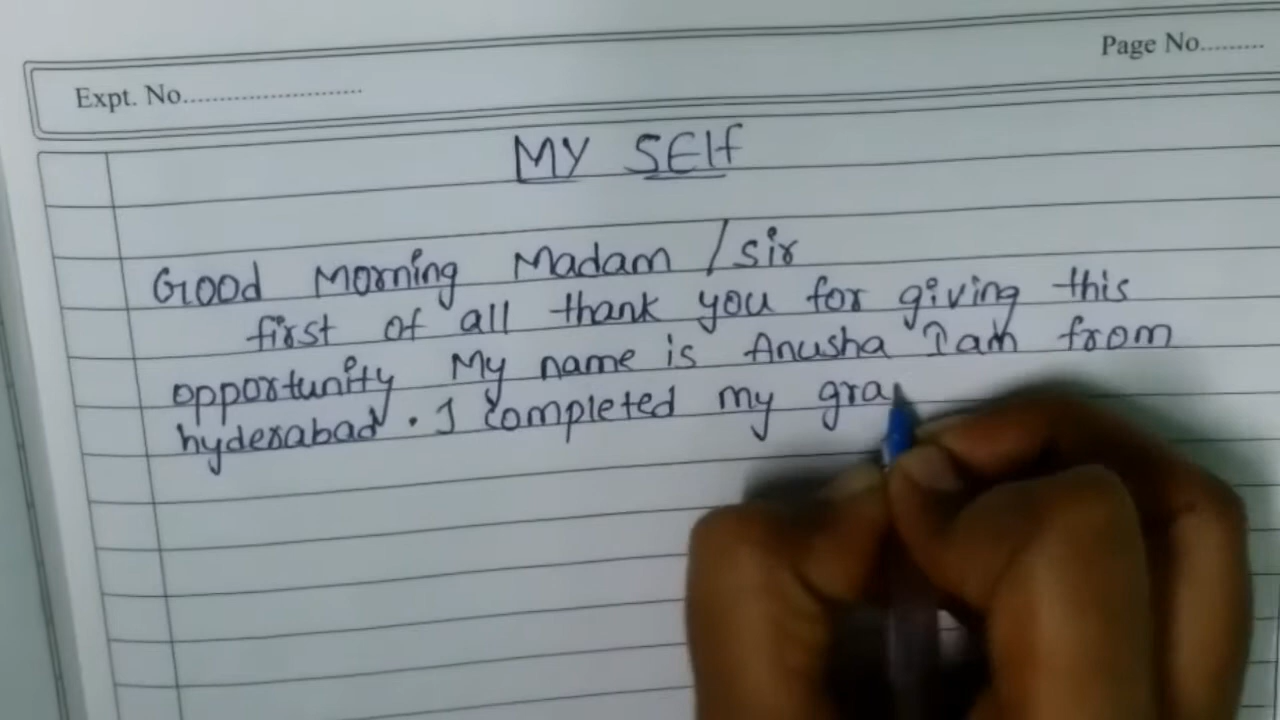 Page No.........
Expt. No..........................
MY SElf
Good Morning Madam / sir
first of all thank you for giving this
opportunity My name is Anusha I am from
hyderabad . I completed my gra